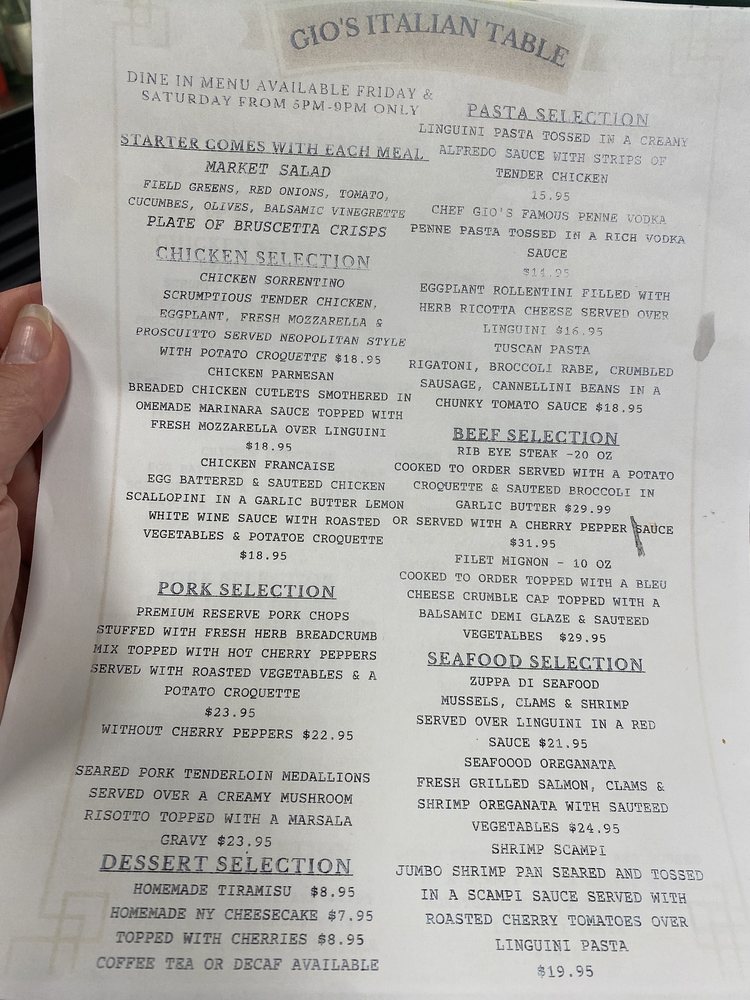 GIO'S ITALIAN TABLE
DINE IN MENU AVAILABLE FRIDAY &
SATURDAY FROM 5PM-9PM ONLY
STARTER COMES WITH EACH MEAL
MARKET SALAD
FIELD GREENS, RED ONIONS, TOMATO,
CUCUMBES, OLIVES, BALSAMIC VINEGRETTE
PLATE OF BRUSCETTA CRISPS
CHICKEN SELECTION
CHICKEN SORRENTINO
SCRUMPTIOUS TENDER CHICKEN,
EGGPLANT, FRESH MOZZARELLA &
PROSCUITTO SERVED NEOPOLITAN STYLE
WITH POTATO CROQUETTE $18.95
CHICKEN PARMESAN
BREADED CHICKEN CUTLETS SMOTHERED IN
OMEMADE MARINARA SAUCE TOPPED WITH
FRESH MOZZARELLA OVER LINGUINI
$18.95
CHICKEN FRANCAISE
EGG BATTERED & SAUTEED CHICKEN
SCALLOPINI IN A GARLIC BUTTER LEMON
WHITE WINE SAUCE WITH ROASTED
VEGETABLES & POTATOE CROQUETTE
$18.95
PORK SELECTION
PREMIUM RESERVE PORK CHOPS
STUFFED WITH FRESH HERB BREADCRUMB
MIX TOPPED WITH HOT CHERRY PEPPERS
SERVED WITH ROASTED VEGETABLES & A
POTATO CROQUETTE
$23.95
WITHOUT CHERRY PEPPERS $22.95
SEARED PORK TENDERLOIN MEDALLIONS
SERVED OVER A CREAMY MUSHROOM
RISOTTO TOPPED WITH A MARSALA
GRAVY $23.95
DESSERT SELECTION
HOMEMADE TIRAMISU $8.95
HOMEMADE NY CHEESECAKE $7.95
TOPPED WITH CHERRIES $8.95
COFFEE TEA OR DECAF AVAILABLE
PASTA SELECTION
LINGUINI PASTA TOSSED IN A CREAMY
ALFREDO SAUCE WITH STRIPS OF
TENDER CHICKEN
15.95
CHEF GIO'S FAMOUS PENNE VODKA
PENNE PASTA TOSSED IN A RICH VODKA
SAUCE
$14.95
EGGPLANT ROLLENTINI FILLED WITH
HERB RICOTTA CHEESE SERVED OVER
LINGUINI $16.95
TUSCAN PASTA
RIGATONI, BROCCOLI RABE, CRUMBLED
SAUSAGE, CANNELLINI BEANS IN A
CHUNKY TOMATO SAUCE $18.95
BEEF SELECTION
RIB EYE STEAK -20 OZ
COOKED TO ORDER SERVED WITH A POTATO
CROQUETTE & SAUTEED BROCCOLI IN
GARLIC BUTTER $29.99
OR SERVED WITH A CHERRY PEPPER SAUCE
$31.95
FILET MIGNON - 10 OZ
COOKED TO ORDER TOPPED WITH A BLEU
CHEESE CRUMBLE CAP TOPPED WITH A
BALSAMIC DEMI GLAZE & SAUTEED
VEGETALBES $29.95
SEAFOOD SELECTION
ZUPPA DI SEAFOOD
MUSSELS, CLAMS & SHRIMP
SERVED OVER LINGUINI IN A RED
SAUCE $21.95
SEAFOOOD OREGANATA
FRESH GRILLED SALMON, CLAMS &
SHRIMP OREGANATA WITH SAUTEED
VEGETABLES $24.95
SHRIMP SCAMPI
JUMBO SHRIMP PAN SEARED AND TOSSED
IN A SCAMPI SAUCE SERVED WITH
ROASTED CHERRY TOMATOES OVER
LINGUINI PASTA
$19.95